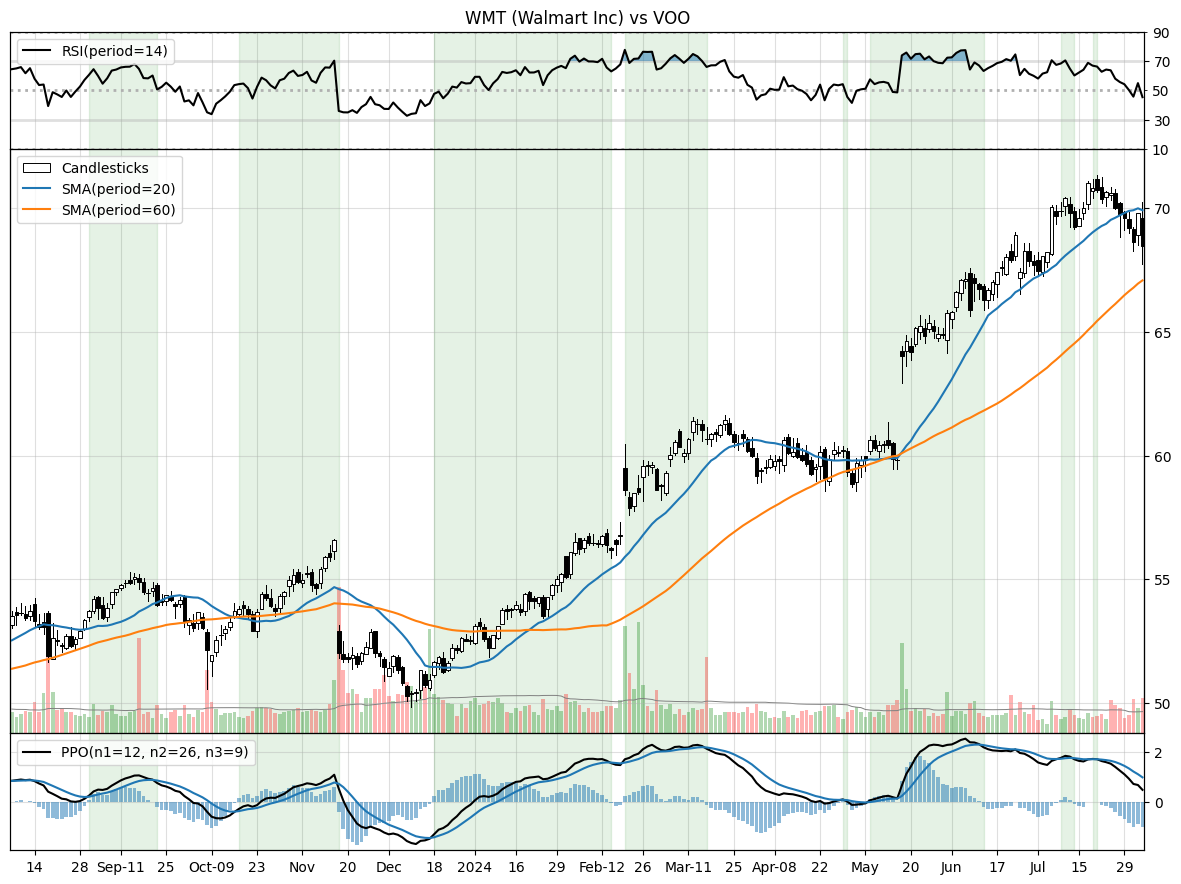 WMT (Walmart Inc) vs VOO
RSI(period=14)
90
70
50
30
10
Candlesticks
SMA(period=20)
SMA(period=60)
70
65
60
55
50
PPO(n1=12, n2=26, n3=9)
2
0
14 28 Sep-11 25 Oct-09 23 Nov 20 Dec 18 2024 16 29 Feb-12 26 Mar-11 25 Apr-08 22 May 20 Jun 17 Jul 15 29